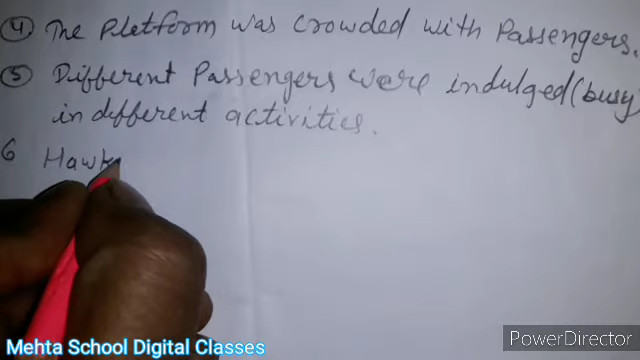 ④ The Pletform was crowded with Passengers.
⑤ Different Passengers were indulged (busy)
in different activities.
6 Hawk
Mehta School Digital Classes
PowerDirector